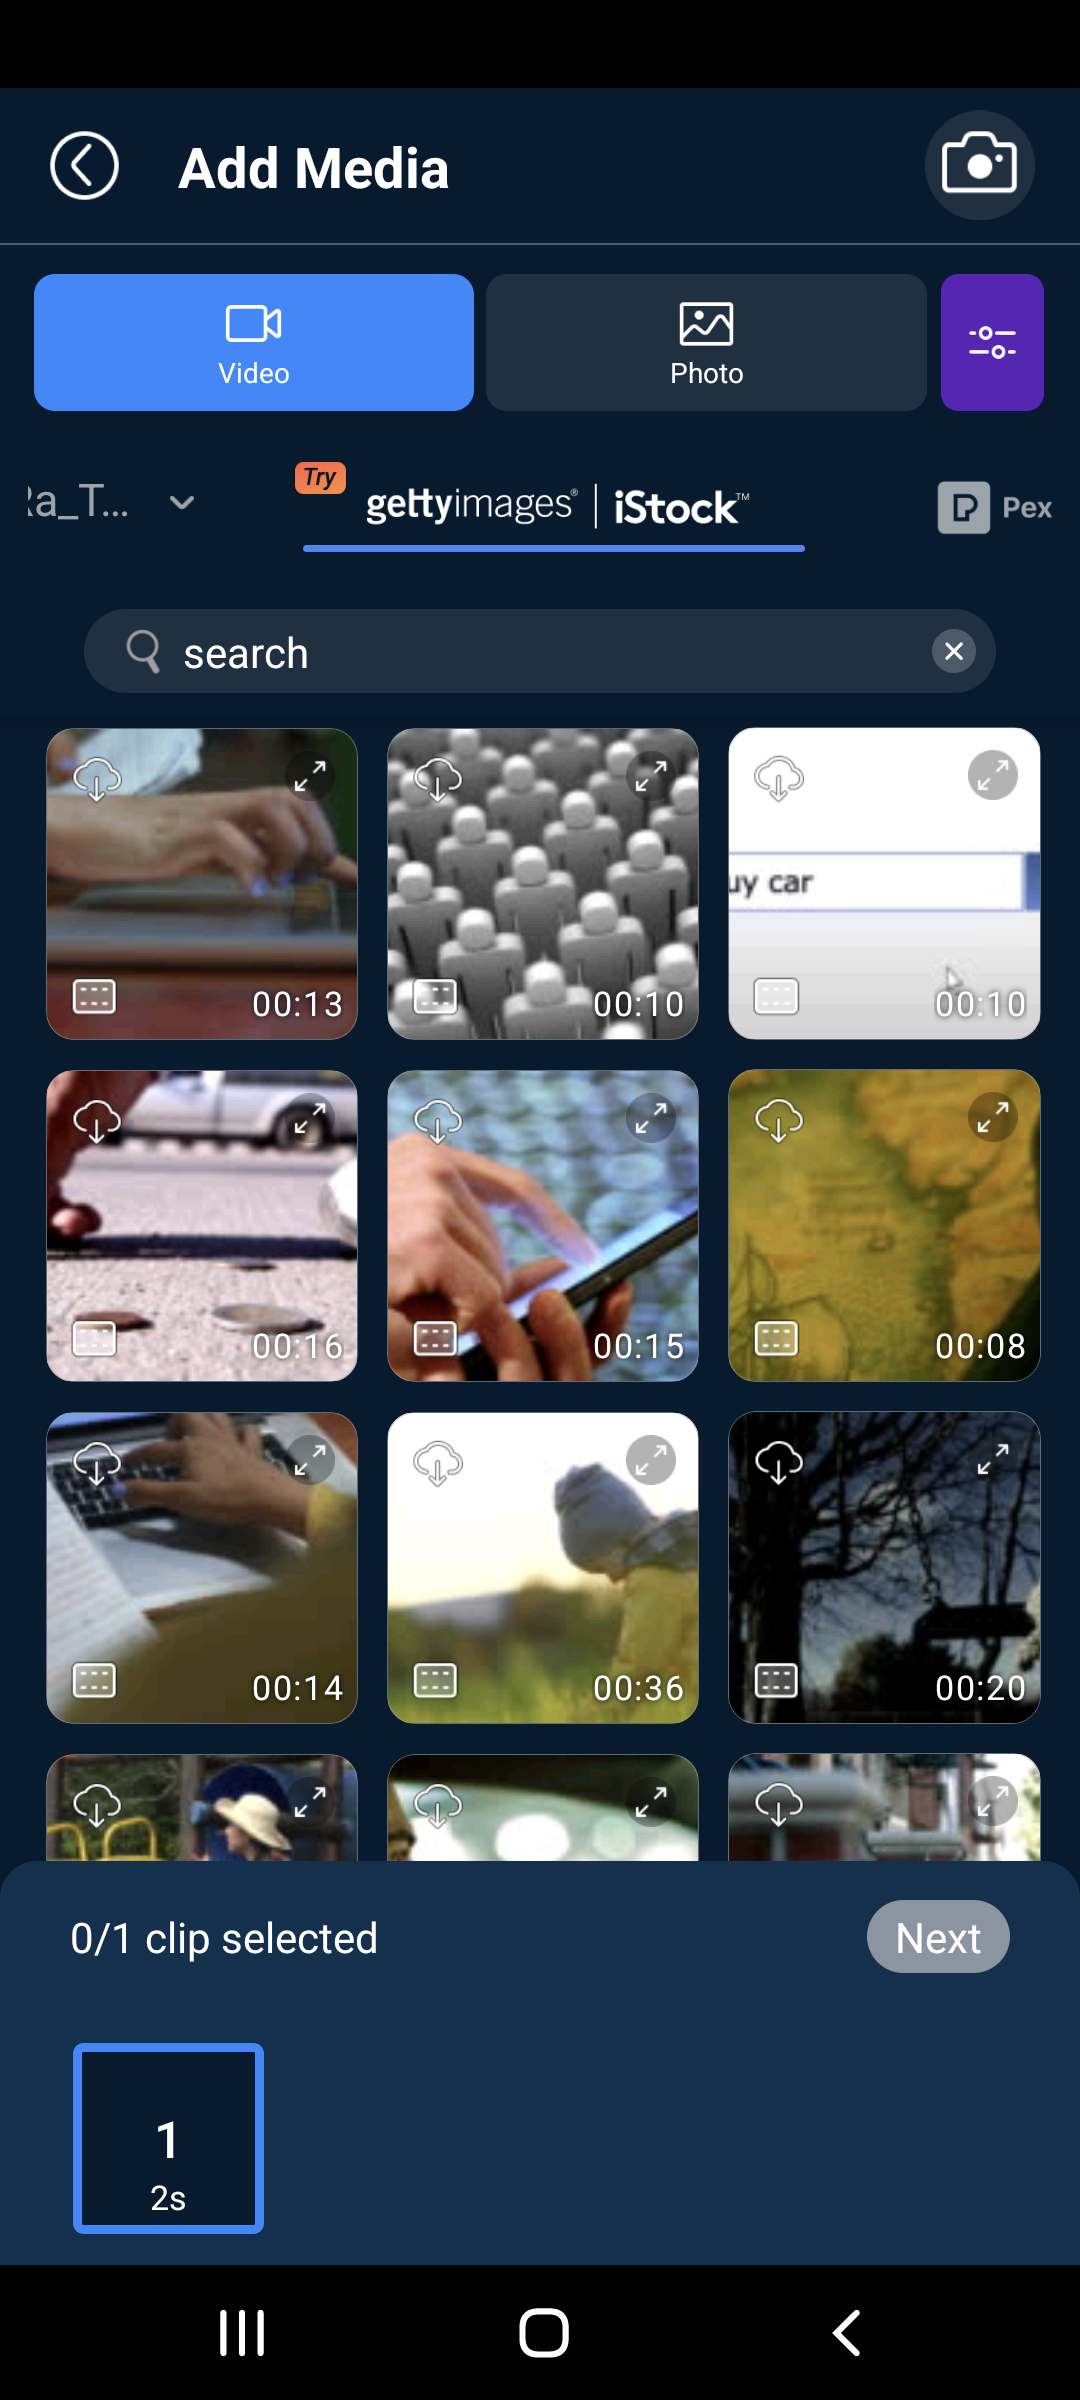 Add Media
Video
Photo
Ra_T...
Try
gettyimages®
iStock™
Pex
search
00:13
00:10
uy car
00:10
00:16
00:15
00:08
00:14
00:36
00:20
0/1 clip selected
Next
1
2s